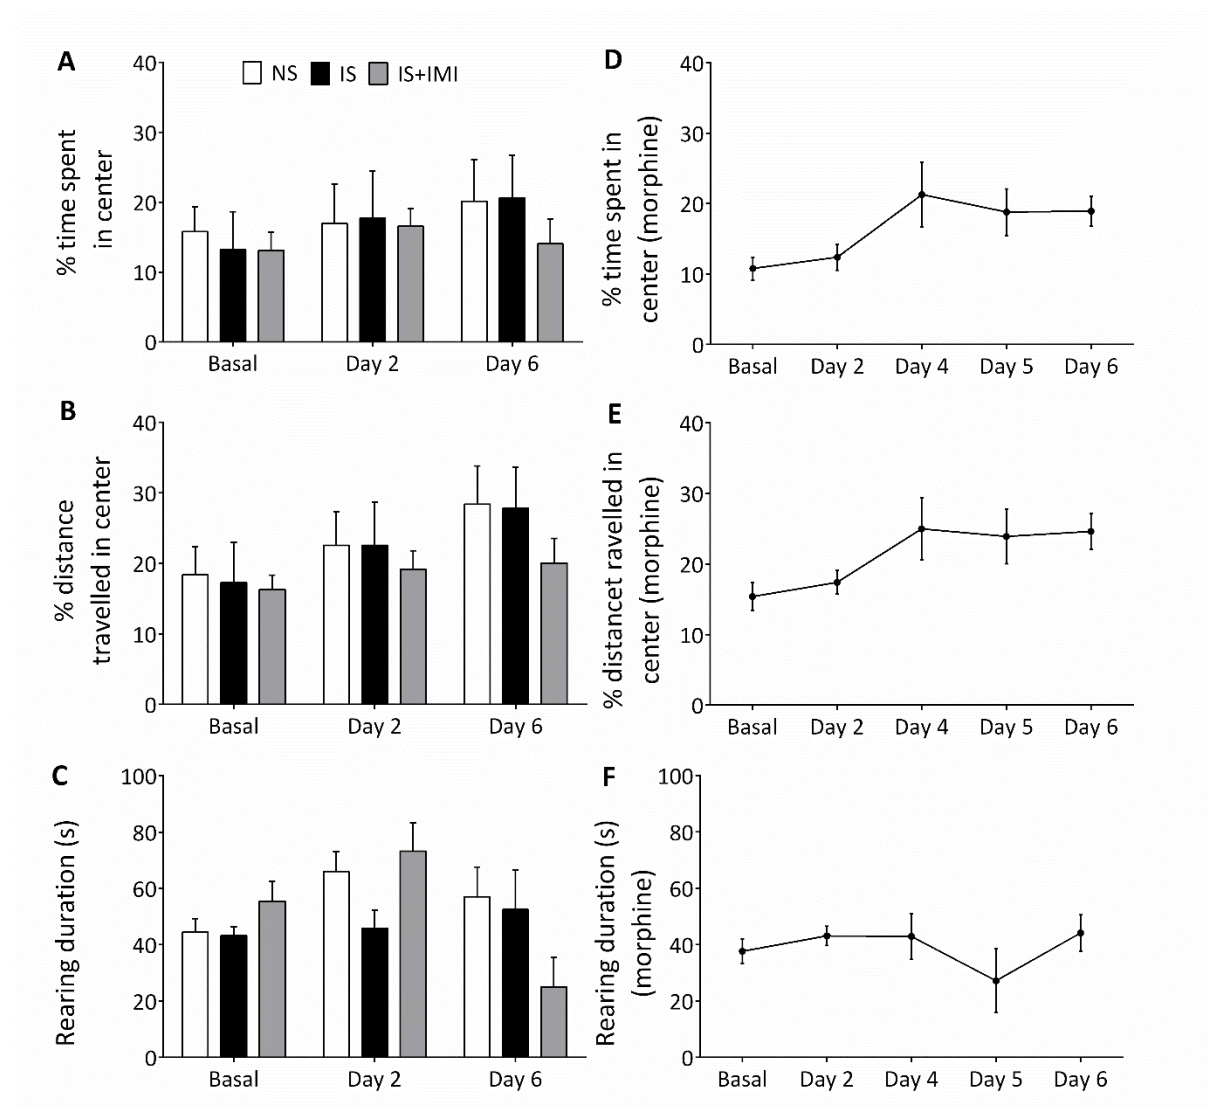 A
40
30
20
10
0
% time spent
in center
NS IS IS+IMI
Basal Day 2 Day 6
D
40
30
20
10
0
% time spent in
center (morphine)
Basal Day 2 Day 4 Day 5 Day 6
B
40
30
20
10
0
% distance
travelled in center
Basal Day 2 Day 6
E
40
30
20
10
0
% distancet ravelled in
center (morphine)
Basal Day 2 Day 4 Day 5 Day 6
C
100
80
60
40
20
0
Rearing duration (s)
Basal Day 2 Day 6
F
100
80
60
40
20
0
Rearing duration (s)
(morphine)
Basal Day 2 Day 4 Day 5 Day 6